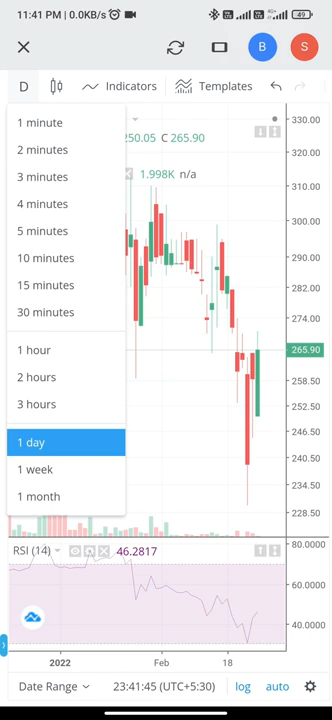 11:41 PM | 0.0KB/s
4G+
49
B
S
D
Indicators
Templates
1 minute
2 minutes
3 minutes
4 minutes
5 minutes
10 minutes
15 minutes
30 minutes
1 hour
2 hours
3 hours
1 day
1 week
1 month
250.05 C 265.90
1.998K n/a
330.00
320.00
310.00
300.00
290.00
282.00
274.00
265.90
258.50
252.50
246.50
240.50
234.50
228.50
RSI (14)
46.2817
80.0000
60.0000
40.0000
2022
Feb
18
Date Range
23:41:45 (UTC+5:30)
log
auto